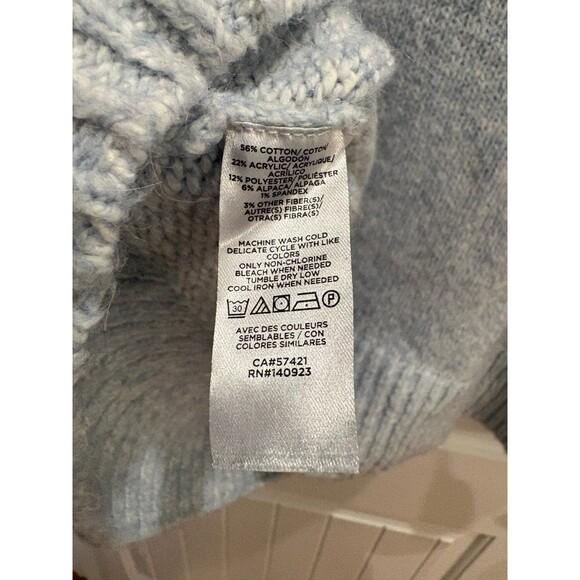 56% COTTON/ COTON/
ALGODÓN
22% ACRYLIC/ ACRYLIQUE/
ACRÍLICO
12% POLYESTER/ POLIÉSTER
6% ALPACA/ ALPAGA
1% SPANDEX
3% OTHER FIBER(S)/
AUTRE(S) FIBRE(S)/
OTRA(S) FIBRA(S)
MACHINE WASH COLD
DELICATE CYCLE WITH LIKE
COLORS
ONLY NON-CHLORINE
BLEACH WHEN NEEDED
TUMBLE DRY LOW
COOL IRON WHEN NEEDED
30 P
AVEC DES COULEURS
SEMBLABLES / CON
COLORES SIMILARES
CA#57421
RN#140923